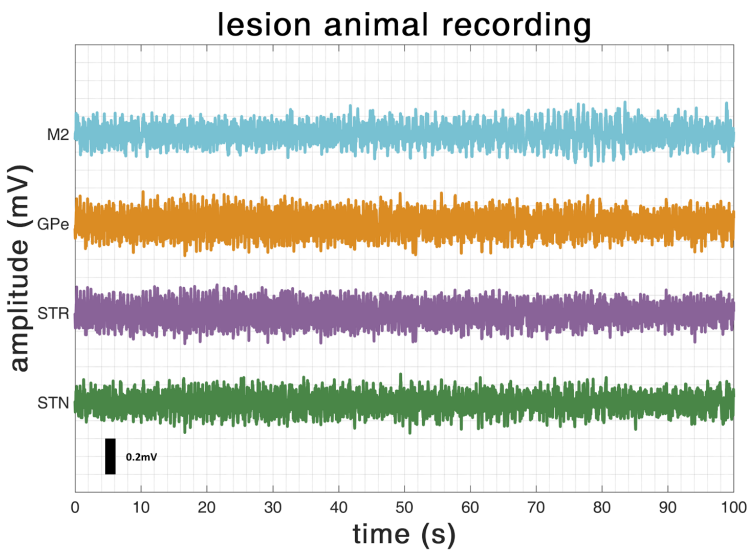 lesion animal recording
amplitude (mV)
M2
GPe
STR
STN
0.2mV
0 10 20 30 40 50 60 70 80 90 100
time (s)